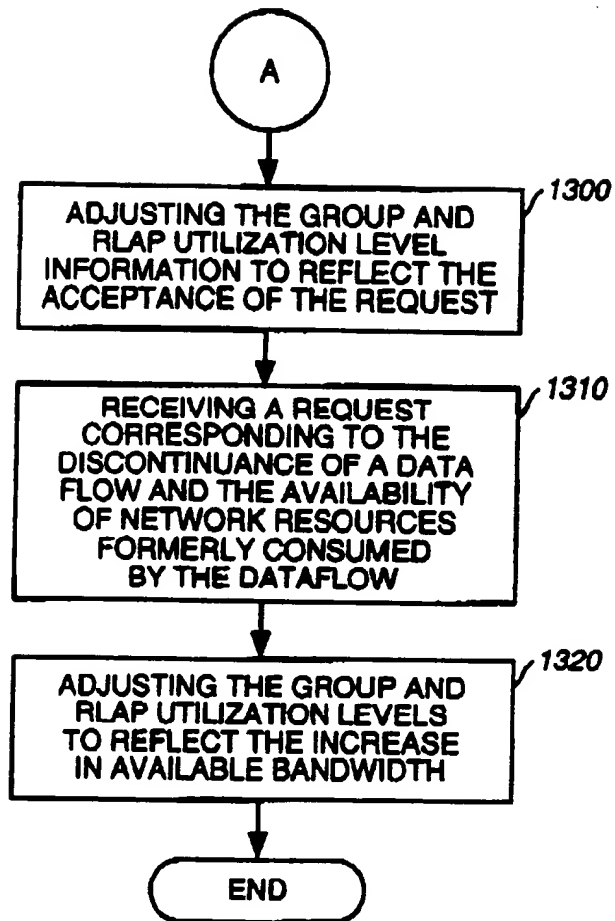 A
1300
ADJUSTING THE GROUP AND
RLAP UTILIZATION LEVEL
INFORMATION TO REFLECT THE
ACCEPTANCE OF THE REQUEST
1310
RECEIVING A REQUEST
CORRESPONDING TO THE
DISCONTINUANCE OF A DATA
FLOW AND THE AVAILABILITY
OF NETWORK RESOURCES
FORMERLY CONSUMED
BY THE DATAFLOW
1320
ADJUSTING THE GROUP AND
RLAP UTILIZATION LEVELS
TO REFLECT THE INCREASE
IN AVAILABLE BANDWIDTH
END